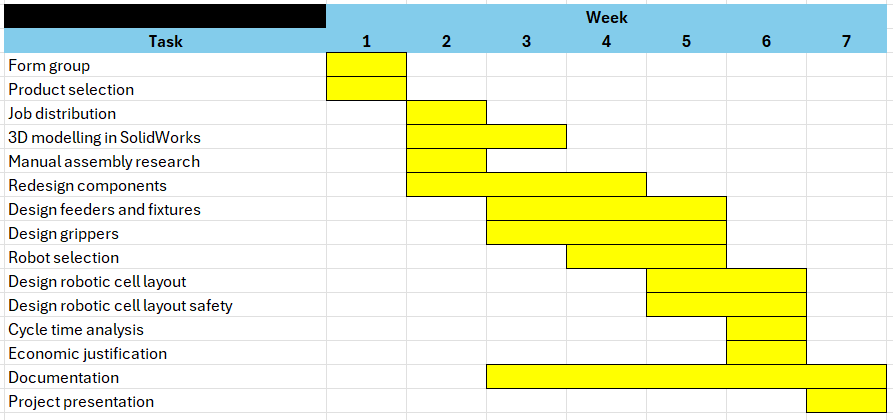 Week
Task 1 2 3 4 5 6 7
Form group
Product selection
Job distribution
3D modelling in SolidWorks
Manual assembly research
Redesign components
Design feeders and fixtures
Design grippers
Robot selection
Design robotic cell layout
Design robotic cell layout safety
Cycle time analysis
Economic justification
Documentation
Project presentation